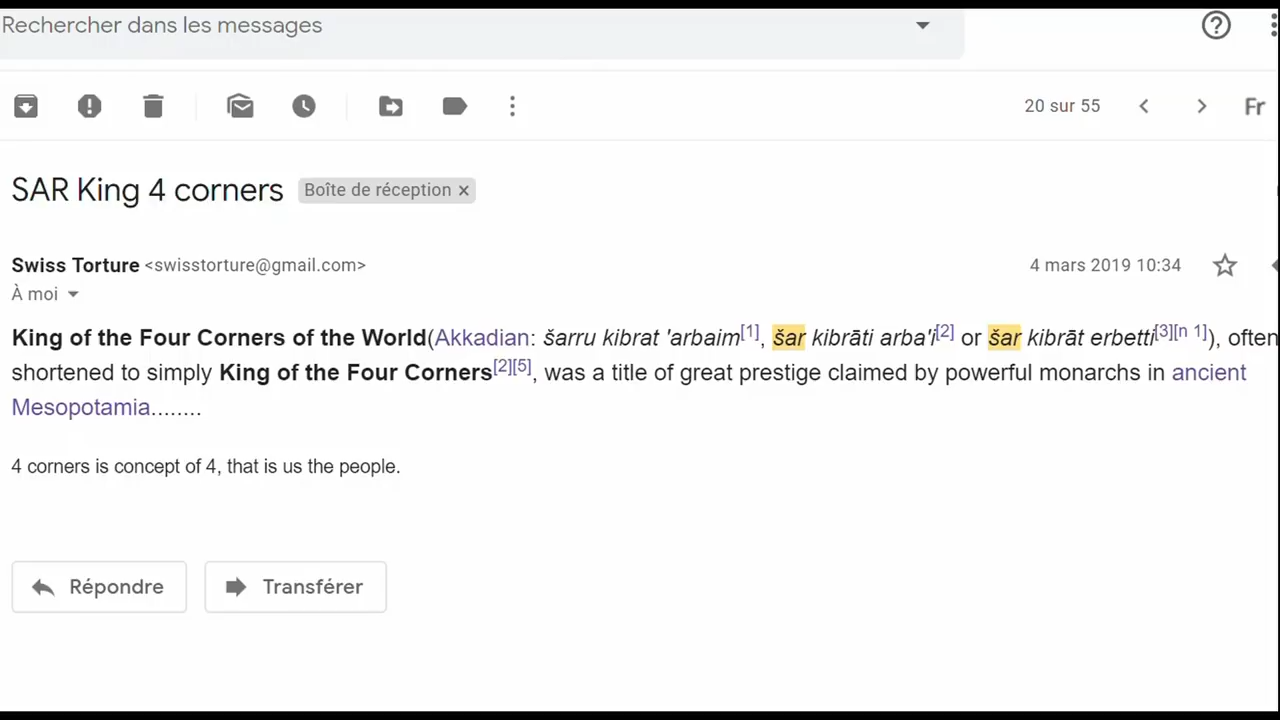 Rechercher dans les messages
20 sur 55
Fr
SAR King 4 corners Boîte de réception ×
Swiss Torture <swisstorture@gmail.com> 4 mars 2019 10:34
À moi
King of the Four Corners of the World(Akkadian: šarru kibrat 'arbaim[1], šar kibrāti arba'i[2] or šar kibrāt erbetti[3][n 1]), often
shortened to simply King of the Four Corners[2][5], was a title of great prestige claimed by powerful monarchs in ancient
Mesopotamia........
4 corners is concept of 4, that is us the people.
Répondre Transférer